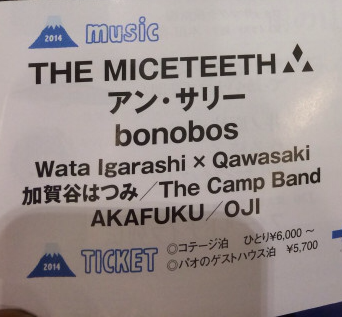 2014 music
THE MICETEETH
アン・サリー
bonobos
Wata Igarashi × Qawasaki
加賀谷はつみ／The Camp Band
AKAFUKU／OJI
2014 TICKET
◎コテージ泊 ひとり¥6,000～
◎パオのゲストハウス泊 ¥5,700